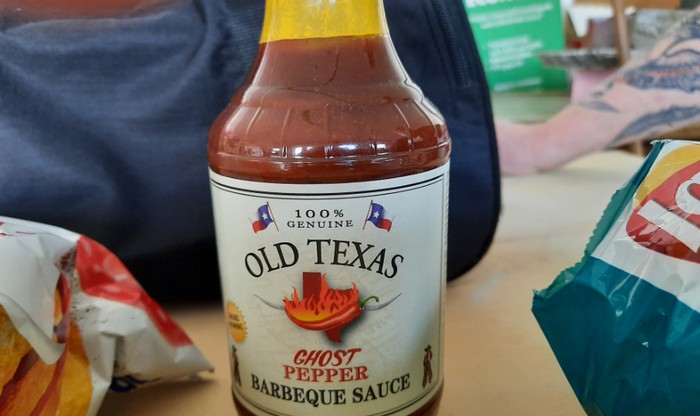 100%
GENUINE
OLD TEXAS
GHOST
PEPPER
BARBEQUE SAUCE